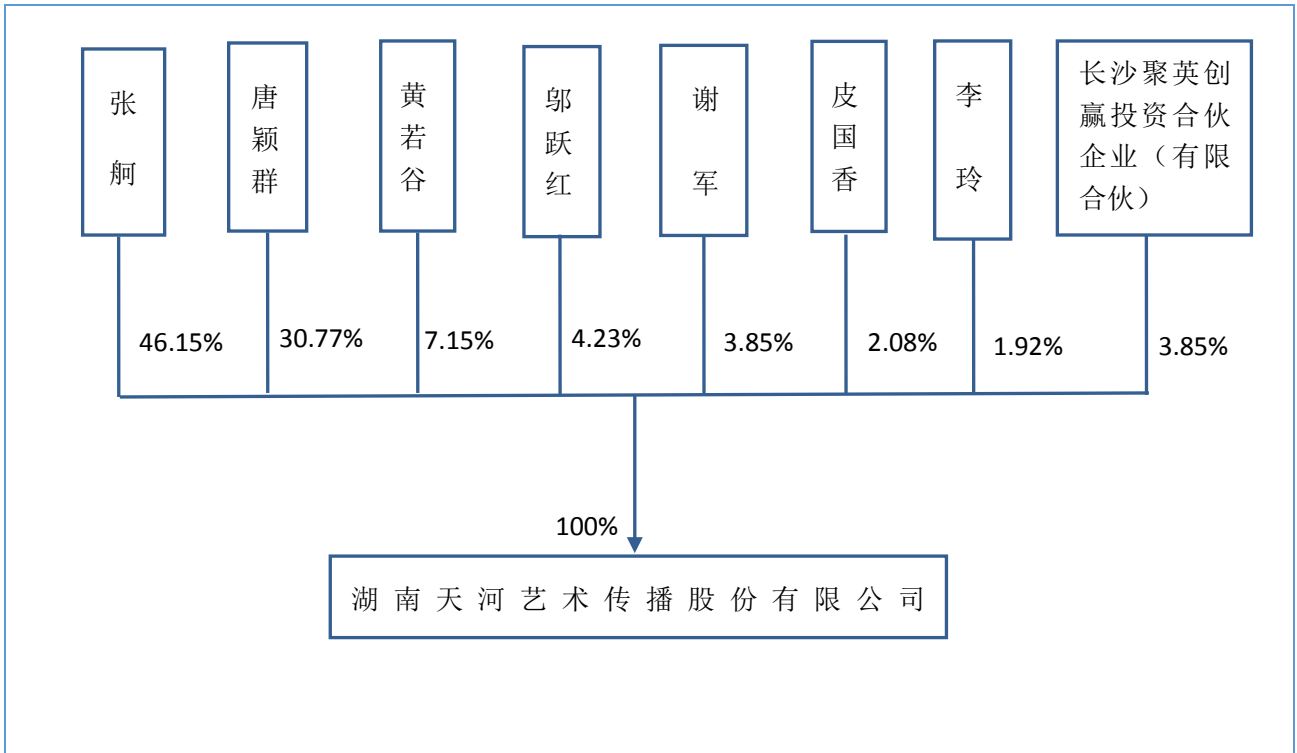 张舸
唐颖群
黄若谷
邬跃红
谢军
皮国香
李玲
长沙聚英创
赢投资合伙
企业（有限
合伙）
46.15%
30.77%
7.15%
4.23%
3.85%
2.08%
1.92%
3.85%
100%
湖南天河艺术传播股份有限公司